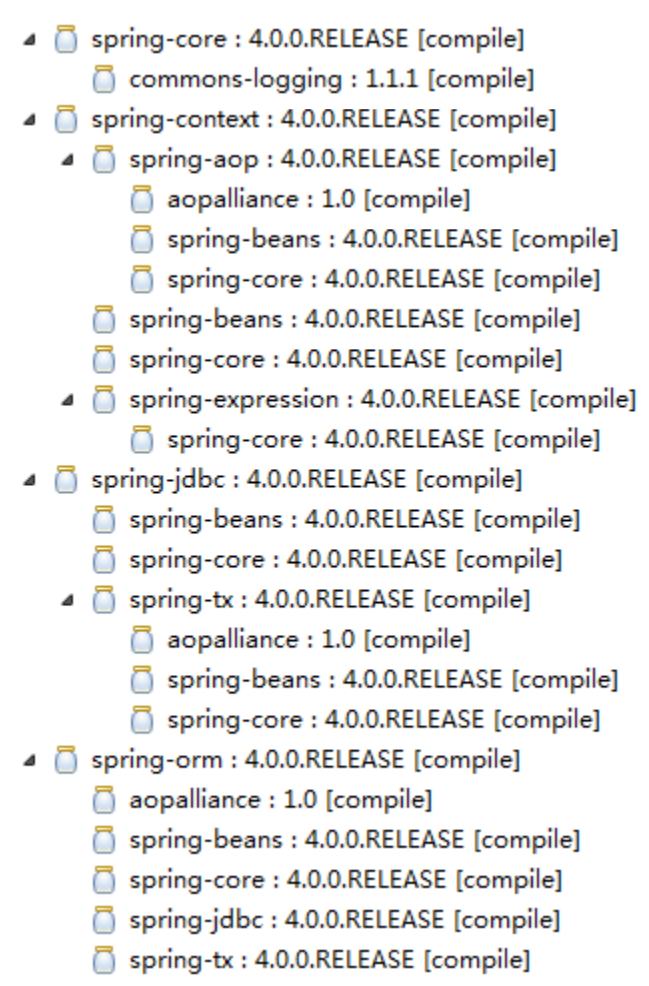 spring-core : 4.0.0.RELEASE [compile]
commons-logging : 1.1.1 [compile]
spring-context : 4.0.0.RELEASE [compile]
spring-aop : 4.0.0.RELEASE [compile]
aopalliance : 1.0 [compile]
spring-beans : 4.0.0.RELEASE [compile]
spring-core : 4.0.0.RELEASE [compile]
spring-beans : 4.0.0.RELEASE [compile]
spring-core : 4.0.0.RELEASE [compile]
spring-expression : 4.0.0.RELEASE [compile]
spring-core : 4.0.0.RELEASE [compile]
spring-jdbc : 4.0.0.RELEASE [compile]
spring-beans : 4.0.0.RELEASE [compile]
spring-core : 4.0.0.RELEASE [compile]
spring-tx : 4.0.0.RELEASE [compile]
aopalliance : 1.0 [compile]
spring-beans : 4.0.0.RELEASE [compile]
spring-core : 4.0.0.RELEASE [compile]
spring-orm : 4.0.0.RELEASE [compile]
aopalliance : 1.0 [compile]
spring-beans : 4.0.0.RELEASE [compile]
spring-core : 4.0.0.RELEASE [compile]
spring-jdbc : 4.0.0.RELEASE [compile]
spring-tx : 4.0.0.RELEASE [compile]